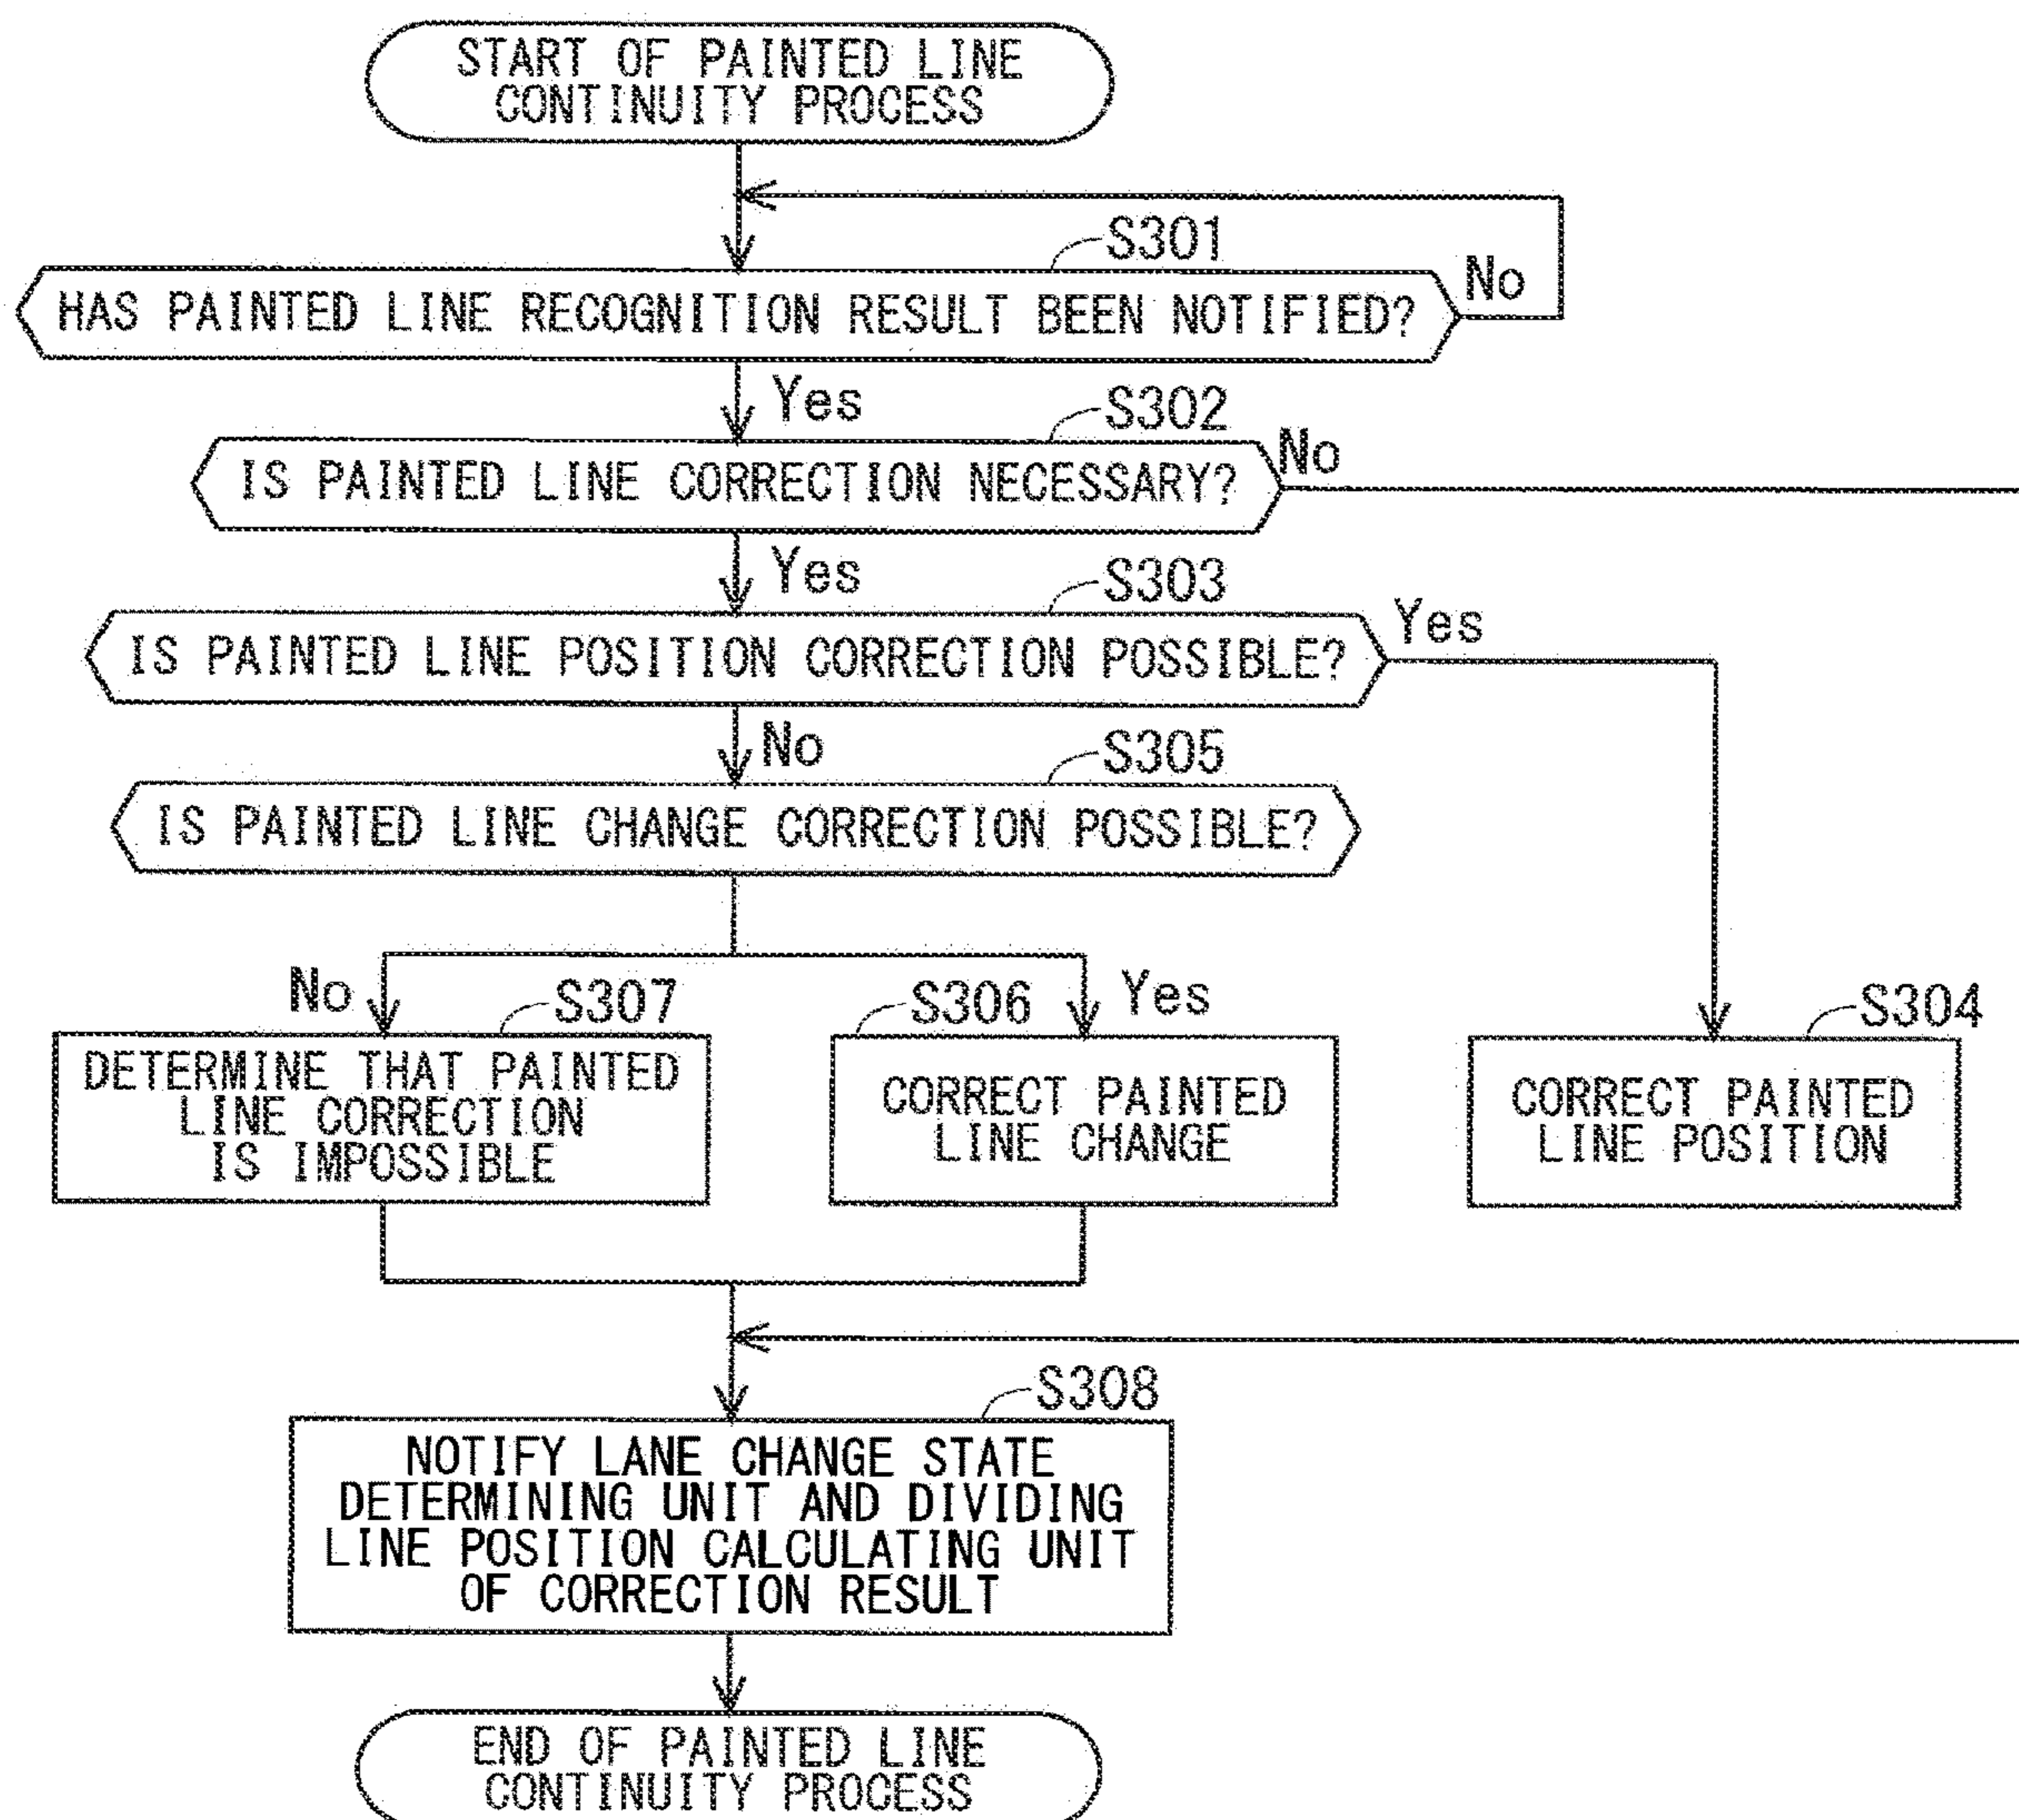 START OF PAINTED LINE
CONTINUITY PROCESS
S301
HAS PAINTED LINE RECOGNITION RESULT BEEN NOTIFIED?
No
Yes
S302
IS PAINTED LINE CORRECTION NECESSARY?
No
Yes
S303
IS PAINTED LINE POSITION CORRECTION POSSIBLE?
Yes
No
S305
IS PAINTED LINE CHANGE CORRECTION POSSIBLE?
No
S307
DETERMINE THAT PAINTED
LINE CORRECTION
IS IMPOSSIBLE
S306
Yes
CORRECT PAINTED
LINE CHANGE
S304
CORRECT PAINTED
LINE POSITION
S308
NOTIFY LANE CHANGE STATE
DETERMINING UNIT AND DIVIDING
LINE POSITION CALCULATING UNIT
OF CORRECTION RESULT
END OF PAINTED LINE
CONTINUITY PROCESS